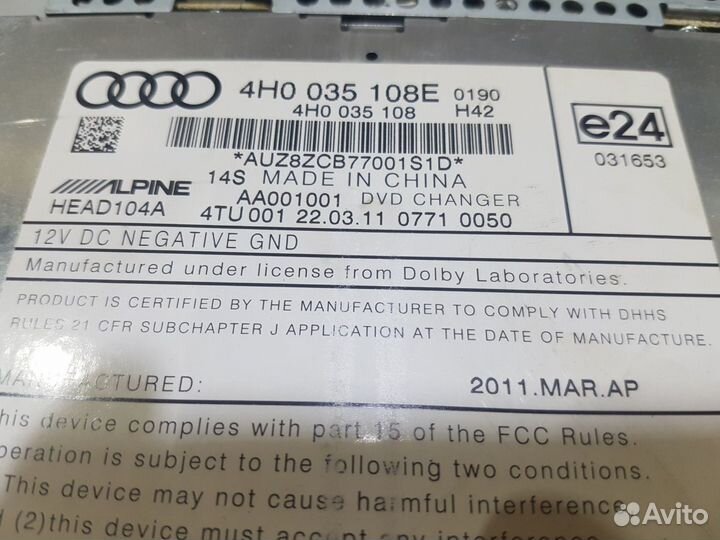 4H0 035 108E 0190
4H0 035 108 H42
e24
031653
*AUZ8ZCB77001S1D*
14S MADE IN CHINA
ALPINE
HEAD104A
AA001001 DVD CHANGER
4TU 001 22.03.11 0771 0050
12V DC NEGATIVE GND
Manufactured under license from Dolby Laboratories.
PRODUCT IS CERTIFIED BY THE MANUFACTURER TO COMPLY WITH DHHS
RULES 21 CFR SUBCHAPTER J APPLICATION AT THE DATE OF MANUFACTURE.
MANUFACTURED: 2011.MAR.AP
This device complies with part 15 of the FCC Rules.
peration is subject to the following two conditions.
This device may not cause harmful interference,
(2)this device must accept any interference
Avito